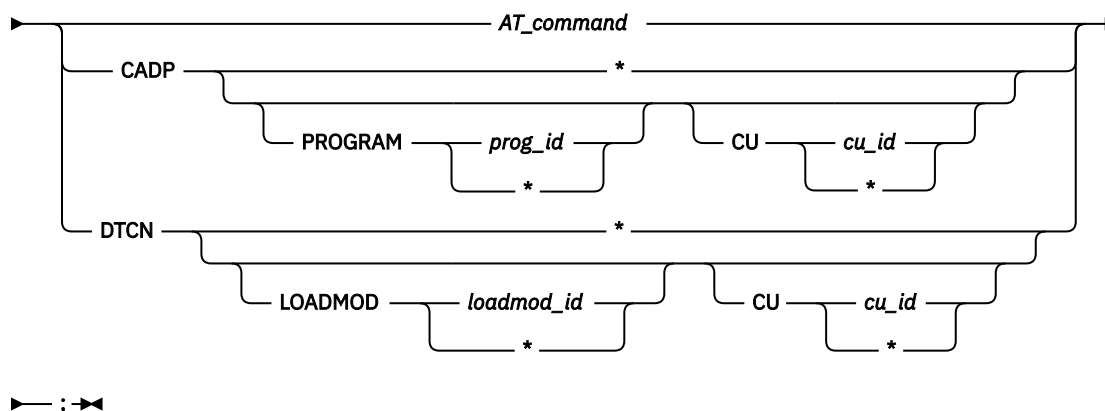 AT_command
CADP *
PROGRAM prog_id CU cu_id
* *
DTCN *
LOADMOD loadmod_id CU cu_id
* *
: